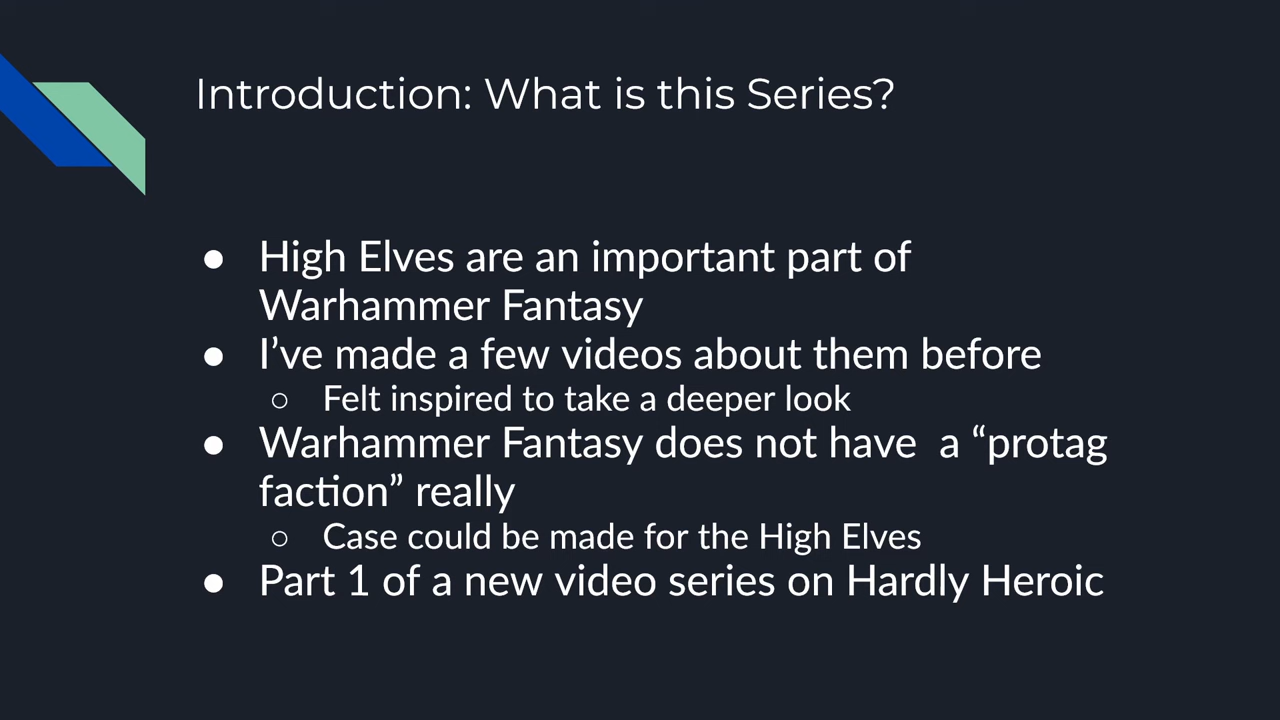 Introduction: What is this Series?
● High Elves are an important part of
Warhammer Fantasy
● I’ve made a few videos about them before
○ Felt inspired to take a deeper look
● Warhammer Fantasy does not have  a “protag
faction” really
○ Case could be made for the High Elves
● Part 1 of a new video series on Hardly Heroic